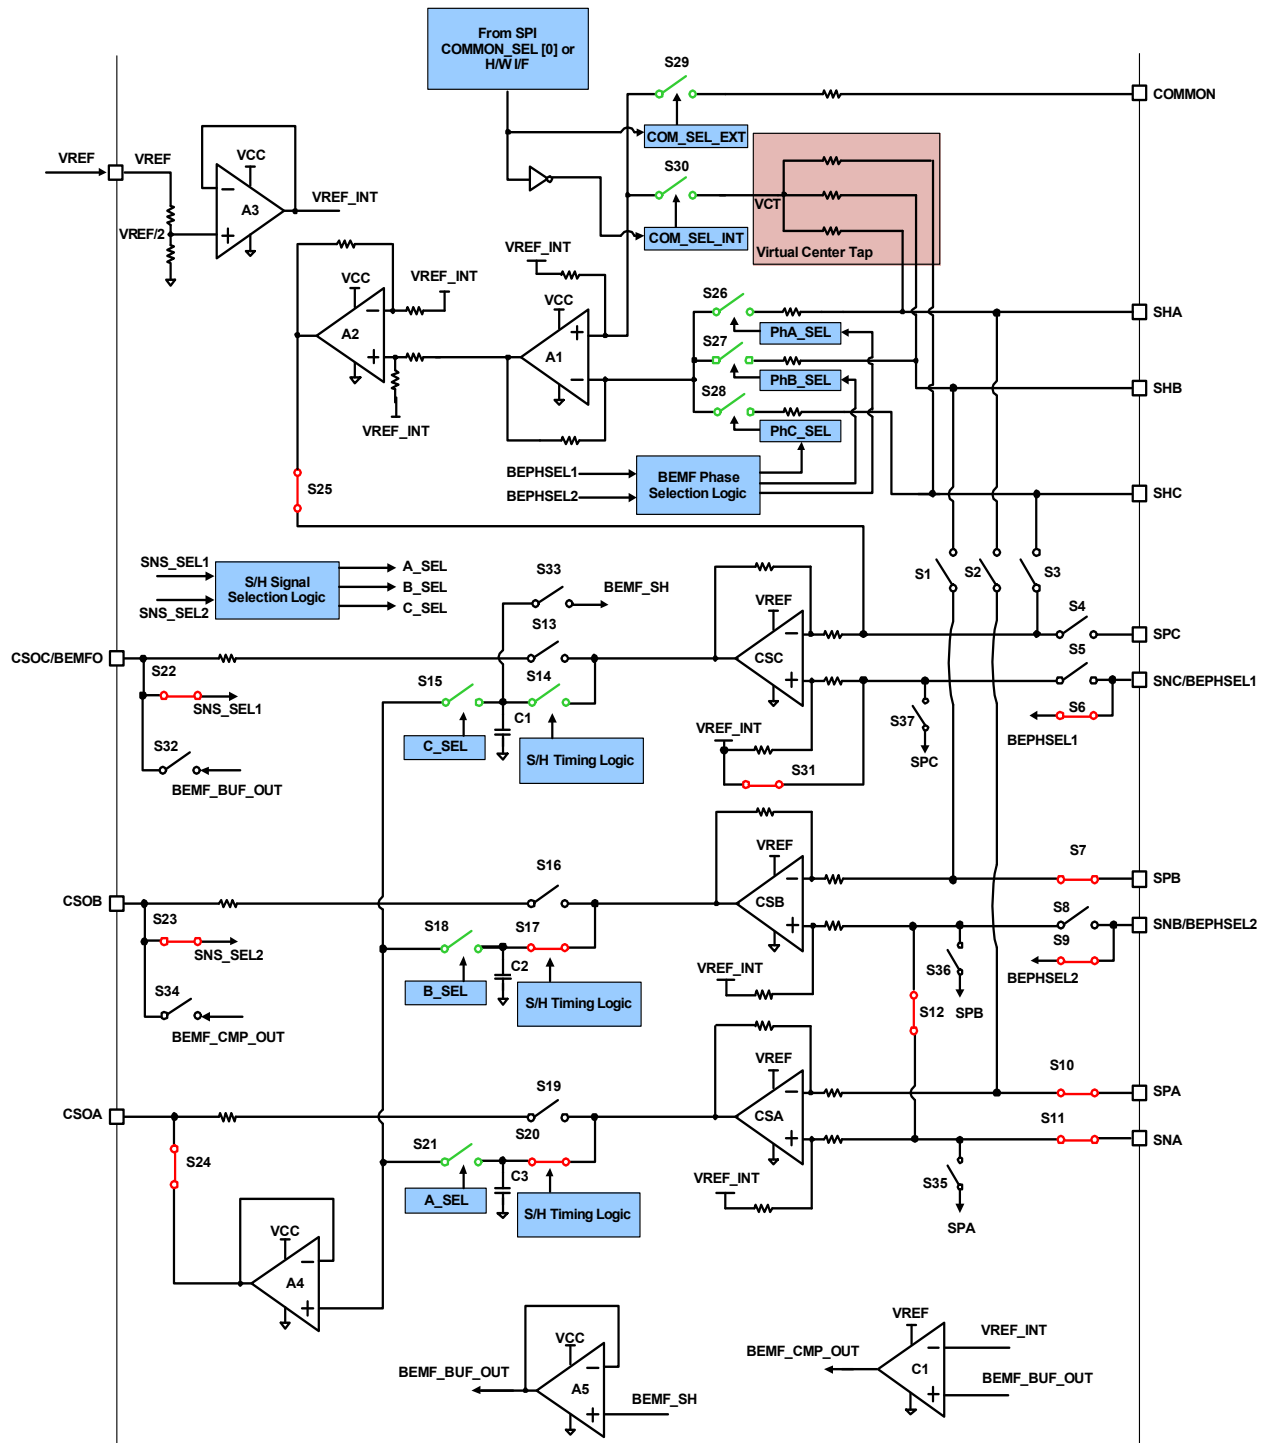 From SPI
COMMON_SEL [0] or
H/W I/F
S29
COMMON
COM_SEL_EXT
VREF
VREF
VCC
A3
VREF_INT
VREF/2
S30
VCT
COM_SEL_INT
Virtual Center Tap
VREF_INT
VCC
A1
VCC
A2
VREF_INT
VREF_INT
S26
PhA_SEL
S27
PhB_SEL
S28
PhC_SEL
SHA
SHB
SHC
BEPHSEL1
BEPHSEL2
BEMF Phase
Selection Logic
S25
SNS_SEL1
SNS_SEL2
S/H Signal
Selection Logic
A_SEL
B_SEL
C_SEL
S33
BEMF_SH
S13
S1
S2
S3
S4
SPC
S5
SNC/BEPHSEL1
S6
BEPHSEL1
CSOC/BEMFO
S22
SNS_SEL1
S32
BEMF_BUF_OUT
S15
S14
C1
C_SEL
S/H Timing Logic
VREF
CSC
VREF_INT
S31
S37
SPC
CSOB
S23
SNS_SEL2
S34
BEMF_CMP_OUT
S16
S18
S17
C2
B_SEL
S/H Timing Logic
VREF
CSB
VREF_INT
S7
SPB
S8
SNB/BEPHSEL2
S9
BEPHSEL2
S36
SPB
S12
CSOA
S24
S19
S21
S20
C3
A_SEL
S/H Timing Logic
VREF
CSA
VREF_INT
S10
SPA
S11
SNA
S35
SPA
VCC
A4
BEMF_BUF_OUT
VCC
A5
BEMF_SH
VREF
C1
BEMF_CMP_OUT
VREF_INT
BEMF_BUF_OUT